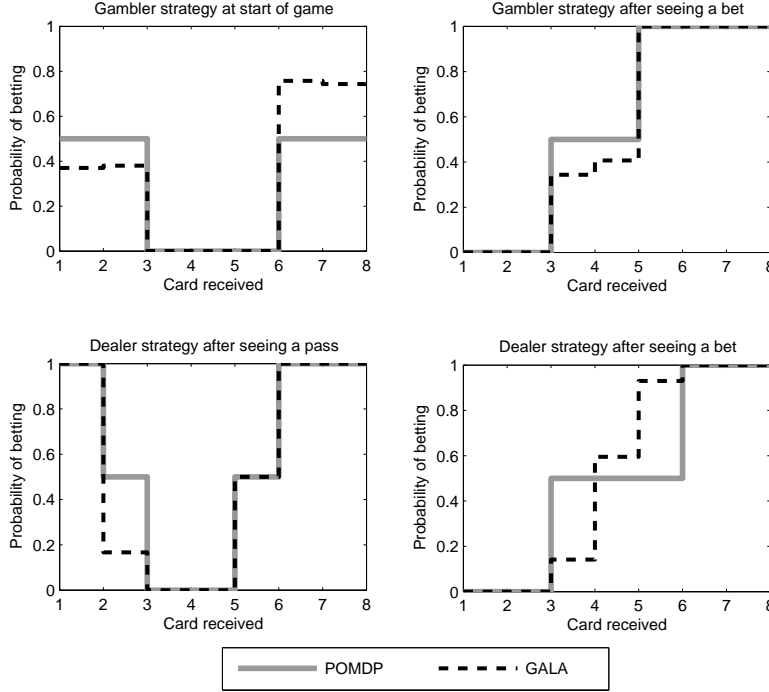 Gambler strategy at start of game
Probability of betting
1
0.8
0.6
0.4
0.2
0
1 2 3 4 5 6 7 8
Card received
Gambler strategy after seeing a bet
Probability of betting
1
0.8
0.6
0.4
0.2
0
1 2 3 4 5 6 7 8
Card received
Dealer strategy after seeing a pass
Probability of betting
1
0.8
0.6
0.4
0.2
0
1 2 3 4 5 6 7 8
Card received
Dealer strategy after seeing a bet
Probability of betting
1
0.8
0.6
0.4
0.2
0
1 2 3 4 5 6 7 8
Card received
POMDP GALA